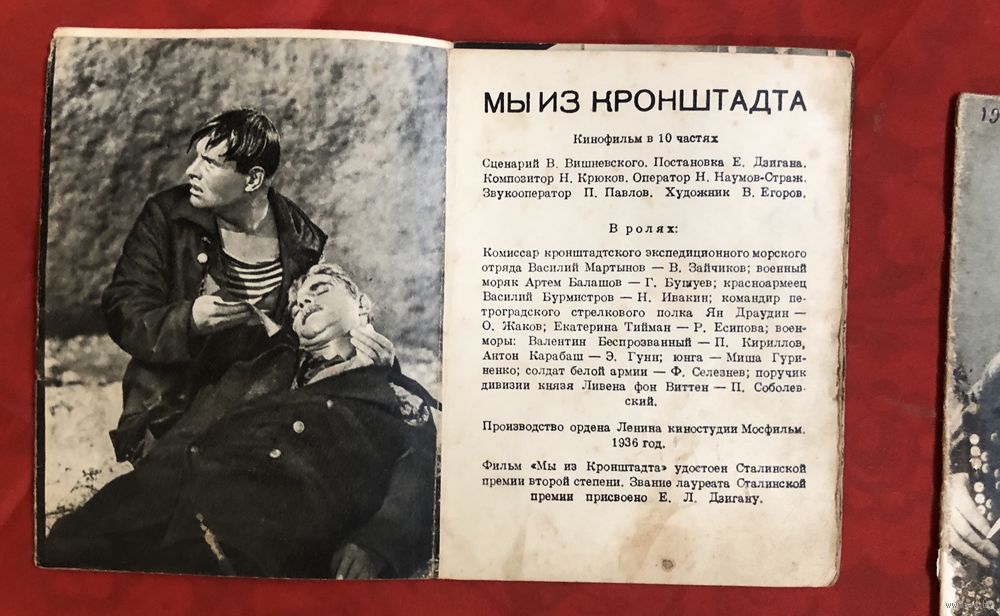 МЫ ИЗ КРОНШТАДТА
Кинофильм в 10 частях
Сценарий В. Вишневского. Постановка Е. Дзигана.
Композитор Н. Крюков. Оператор Н. Наумов-Страж.
Звукооператор П. Павлов. Художник В. Егоров.
В ролях:
Комиссар кронштадтского экспедиционного морского
отряда Василий Мартынов — В. Зайчиков; военный
моряк Артем Балашов — Г. Бушуев; красноармеец
Василий Бурмистров — Н. Ивакин; командир пе-
троградского стрелкового полка Ян Драудин —
О. Жаков; Екатерина Тийман — Р. Есипова; воен-
моры: Валентин Беспрозванный — П. Кириллов,
Антон Карабаш — Э. Гунн; юнга — Миша Гури-
ненко; солдат белой армии — Ф. Селезнев; поручик
дивизии князя Ливена фон Виттен — П. Соболев-
ский.
Производство ордена Ленина киностудии Мосфильм.
1936 год.
Фильм «Мы из Кронштадта» удостоен Сталинской
премии второй степени. Звание лауреата Сталинской
премии присвоено Е. Л. Дзигану.
19